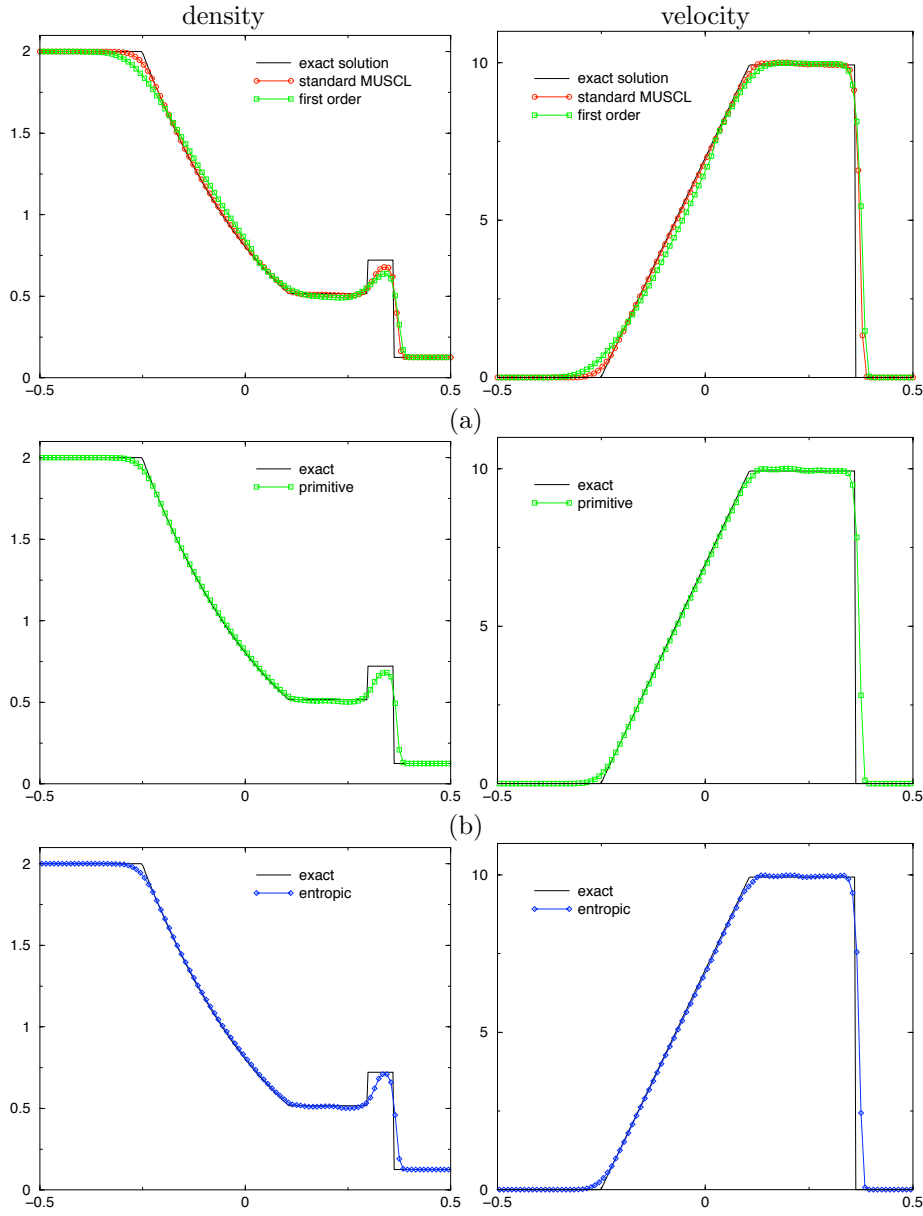 density
velocity
2
1.5
1
0.5
0
−0.5
0
0.5
exact solution
standard MUSCL
first order
10
5
0
−0.5
0
0.5
exact solution
standard MUSCL
first order
(a)
2
1.5
1
0.5
0
−0.5
0
0.5
exact
primitive
10
5
0
−0.5
0
0.5
exact
primitive
(b)
2
1.5
1
0.5
0
−0.5
0
0.5
exact
entropic
10
5
0
−0.5
0
0.5
exact
entropic